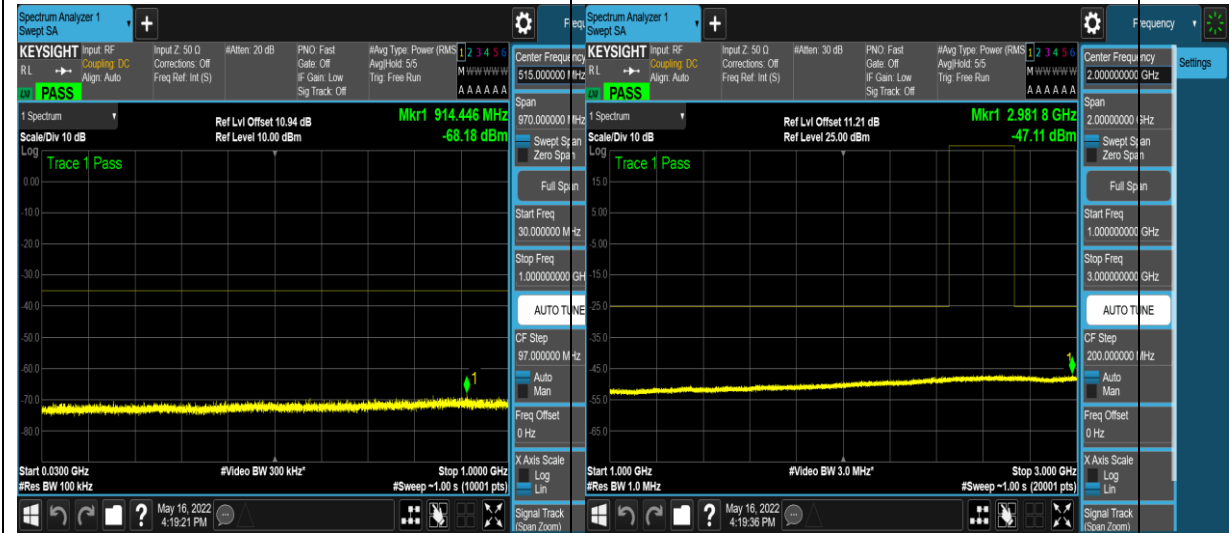 Spectrum Analyzer 1
Swept SA
+
KEYSIGHT
RL
Input: RF
Coupling: DC
Align: Auto
Input Z: 50 Ω
Corrections: Off
Freq Ref: Int (S)
#Atten: 20 dB
PNO: Fast
Gate: Off
IF Gain: Low
Sig Track: Off
#Avg Type: Power (RMS
Avg|Hold: 5/5
Trig: Free Run
1 2 3 4 5 6
M W W W W W
A A A A A A
PASS
1 Spectrum
Scale/Div 10 dB
Log
Ref Lvl Offset 10.94 dB
Ref Level 10.00 dBm
Mkr1 914.446 MHz
-68.18 dBm
Trace 1 Pass
0.00
-10.0
-20.0
-30.0
-40.0
-50.0
-60.0
-70.0
-80.0
1
Start 0.0300 GHz
#Res BW 100 kHz
#Video BW 300 kHz*
Stop 1.0000 GHz
#Sweep ~1.00 s (10001 pts)
May 16, 2022
4:19:21 PM
Frequ
Center Frequency
515.000000 MHz
Span
970.000000 MHz
Swept Span
Zero Span
Full Span
Start Freq
30.000000 MHz
Stop Freq
1.000000000 GH
AUTO TUNE
CF Step
97.000000 MHz
Auto
Man
Freq Offset
0 Hz
X Axis Scale
Log
Lin
Signal Track
(Span Zoom)
Spectrum Analyzer 1
Swept SA
+
KEYSIGHT
RL
Input: RF
Coupling: DC
Align: Auto
Input Z: 50 Ω
Corrections: Off
Freq Ref: Int (S)
#Atten: 30 dB
PNO: Fast
Gate: Off
IF Gain: Low
Sig Track: Off
#Avg Type: Power (RMS
Avg|Hold: 5/5
Trig: Free Run
1 2 3 4 5 6
M W W W W W
A A A A A A
PASS
1 Spectrum
Scale/Div 10 dB
Log
Ref Lvl Offset 11.21 dB
Ref Level 25.00 dBm
Mkr1 2.981 8 GHz
-47.11 dBm
Trace 1 Pass
15.0
5.00
-5.00
-15.0
-25.0
-35.0
-45.0
-55.0
-65.0
1
Start 1.000 GHz
#Res BW 1.0 MHz
#Video BW 3.0 MHz*
Stop 3.000 GHz
#Sweep ~1.00 s (20001 pts)
May 16, 2022
4:19:36 PM
Frequency
Settings
Center Frequency
2.000000000 GHz
Span
2.00000000 GHz
Swept Span
Zero Span
Full Span
Start Freq
1.000000000 GHz
Stop Freq
3.000000000 GHz
AUTO TUNE
CF Step
200.000000 MHz
Auto
Man
Freq Offset
0 Hz
X Axis Scale
Log
Lin
Signal Track
(Span Zoom)